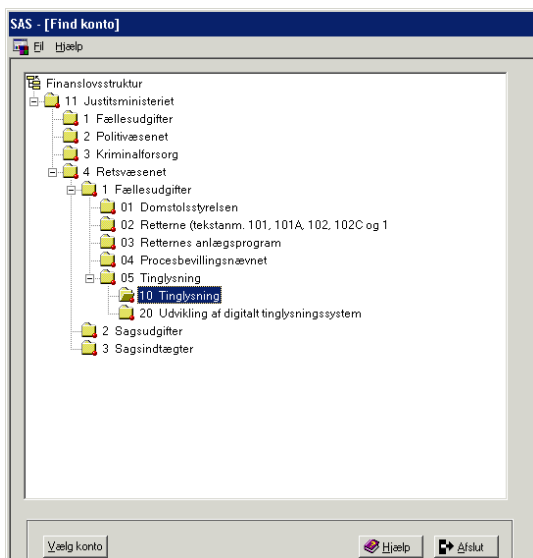 SAS - [Find konto]
Fil Hjælp
Finanslovsstruktur
11 Justitsministeriet
1 Fællesudgifter
2 Politivæsenet
3 Kriminalforsorg
4 Retsvæsenet
1 Fællesudgifter
01 Domstolsstyrelsen
02 Retterne (tekstanm. 101, 101A, 102, 102C og 1
03 Retternes anlægsprogram
04 Procesbevillingsnævnet
05 Tinglysning
10 Tinglysning
20 Udvikling af digitalt tinglysningssystem
2 Sagsudgifter
3 Sagsindtægter
Vælg konto Hjælp Afslut